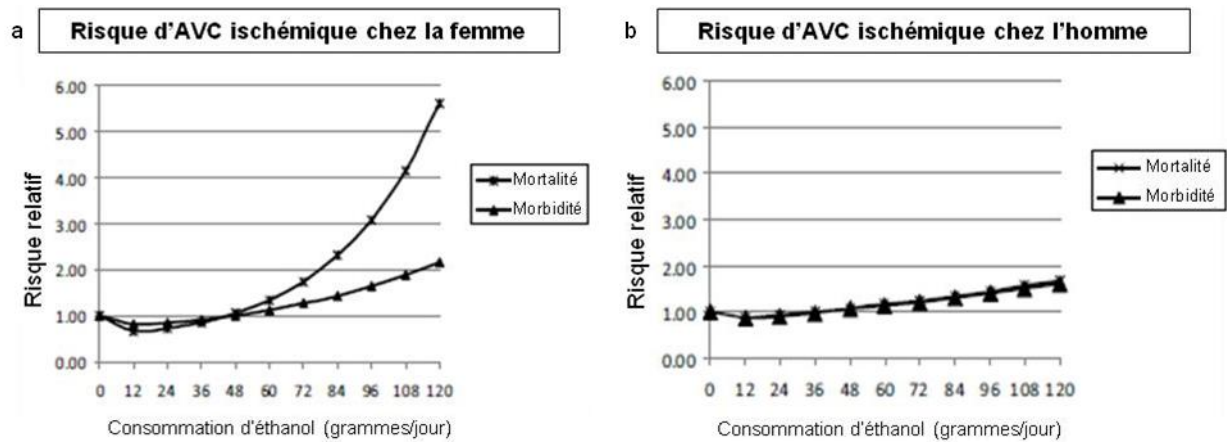 a
Risque d'AVC ischémique chez la femme
6.00
5.00
4.00
3.00
2.00
1.00
0.00
Risque relatif
0 12 24 36 48 60 72 84 96 108 120
Consommation d'éthanol (grammes/jour)
Mortalité
Morbidité
b
Risque d'AVC ischémique chez l'homme
6.00
5.00
4.00
3.00
2.00
1.00
0.00
Risque relatif
0 12 24 36 48 60 72 84 96 108 120
Consommation d'éthanol (grammes/jour)
Mortalité
Morbidité